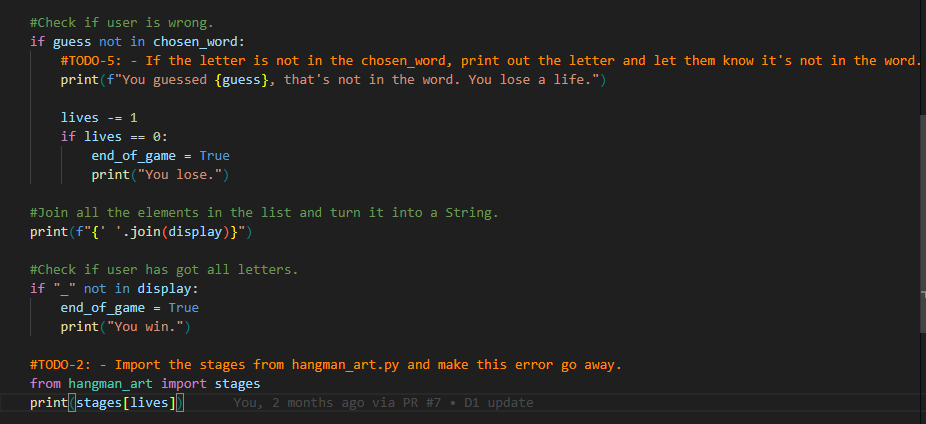 #Check if user is wrong.
if guess not in chosen_word:
#TODO-5: - If the letter is not in the chosen_word, print out the letter and let them know it's not in the word.
print(f"You guessed {guess}, that's not in the word. You lose a life.")
lives -= 1
if lives == 0:
end_of_game = True
print("You lose.")
#Join all the elements in the list and turn it into a String.
print(f"{' '.join(display)}")
#Check if user has got all letters.
if "_" not in display:
end_of_game = True
print("You win.")
#TODO-2: - Import the stages from hangman_art.py and make this error go away.
from hangman_art import stages
print(stages[lives]) You, 2 months ago via PR #7 • D1 update